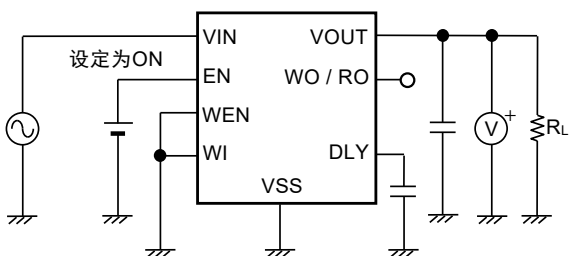 VIN
VOUT
设定为ON
EN
WO / RO
WEN
V
+
RL
WI
DLY
VSS